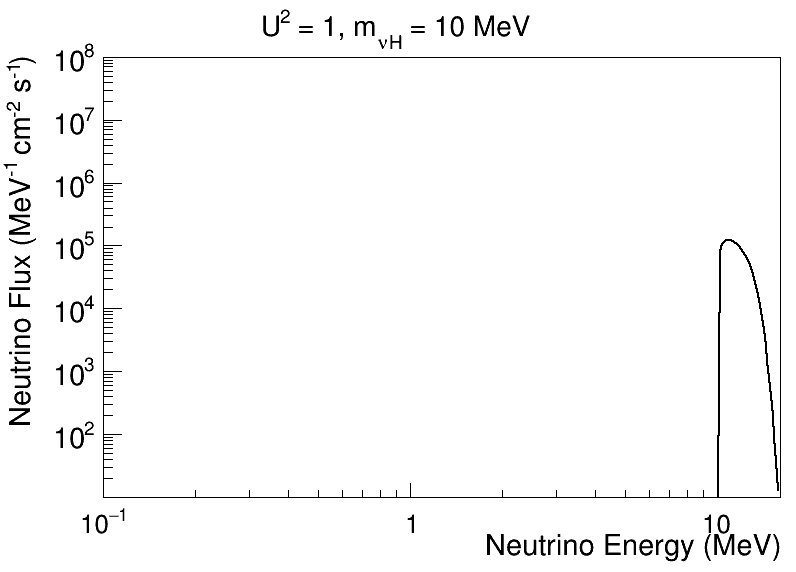 U² = 1, m_νH = 10 MeV
Neutrino Flux (MeV⁻¹ cm⁻² s⁻¹)
10⁸
10⁷
10⁶
10⁵
10⁴
10³
10²
10⁻¹ 1 10
Neutrino Energy (MeV)